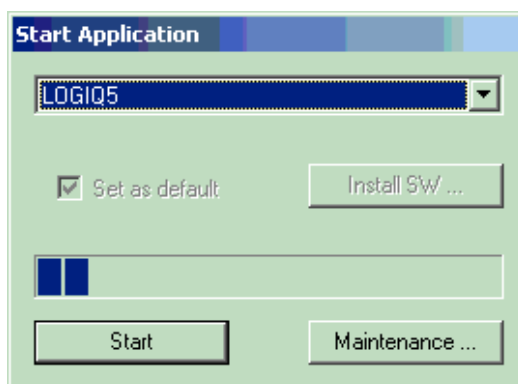 Start Application
LOGIQ5
Set as default
Install SW ...
Start
Maintenance ...